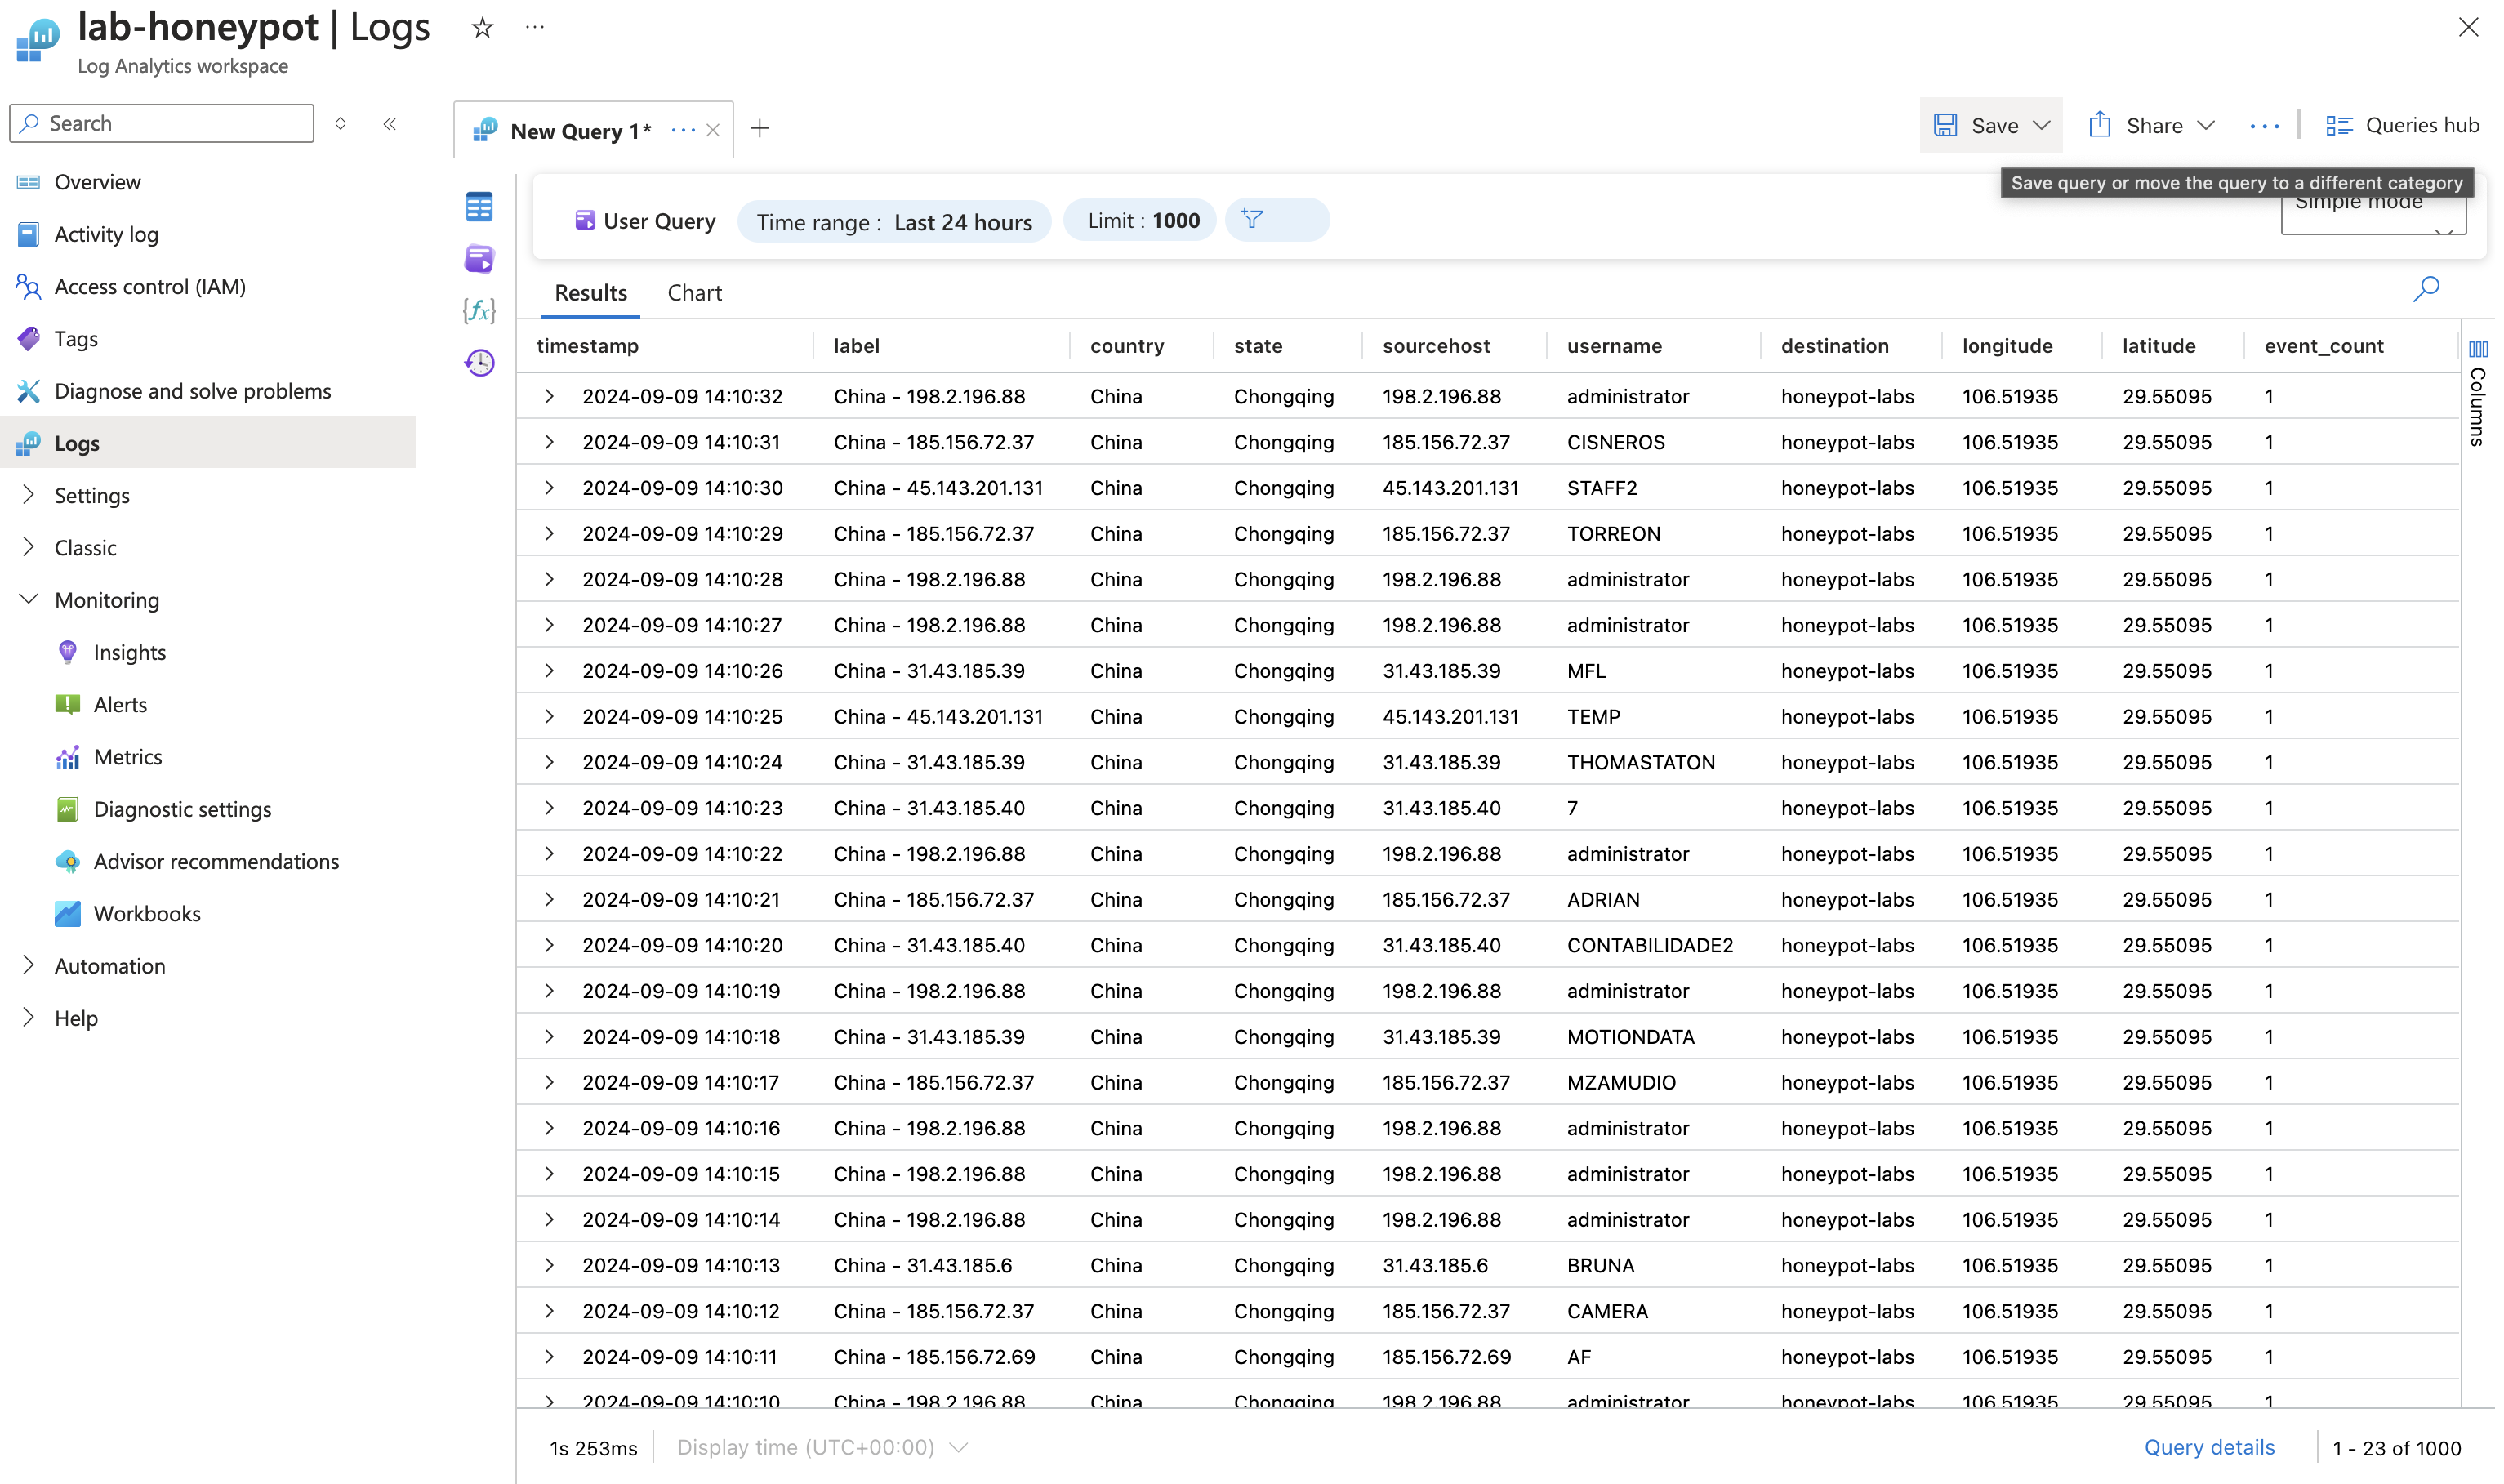 lab-honeypot | Logs
Log Analytics workspace
Search
Overview
Activity log
Access control (IAM)
Tags
Diagnose and solve problems
Logs
Settings
Classic
Monitoring
Insights
Alerts
Metrics
Diagnostic settings
Advisor recommendations
Workbooks
Automation
Help
New Query 1*
Save Share Queries hub
Save query or move the query to a different category
User Query Time range : Last 24 hours Limit : 1000
Simple mode
Results Chart
timestamp label country state sourcehost username destination longitude latitude event_count
2024-09-09 14:10:32 China - 198.2.196.88 China Chongqing 198.2.196.88 administrator honeypot-labs 106.51935 29.55095 1
2024-09-09 14:10:31 China - 185.156.72.37 China Chongqing 185.156.72.37 CISNEROS honeypot-labs 106.51935 29.55095 1
2024-09-09 14:10:30 China - 45.143.201.131 China Chongqing 45.143.201.131 STAFF2 honeypot-labs 106.51935 29.55095 1
2024-09-09 14:10:29 China - 185.156.72.37 China Chongqing 185.156.72.37 TORREON honeypot-labs 106.51935 29.55095 1
2024-09-09 14:10:28 China - 198.2.196.88 China Chongqing 198.2.196.88 administrator honeypot-labs 106.51935 29.55095 1
2024-09-09 14:10:27 China - 198.2.196.88 China Chongqing 198.2.196.88 administrator honeypot-labs 106.51935 29.55095 1
2024-09-09 14:10:26 China - 31.43.185.39 China Chongqing 31.43.185.39 MFL honeypot-labs 106.51935 29.55095 1
2024-09-09 14:10:25 China - 45.143.201.131 China Chongqing 45.143.201.131 TEMP honeypot-labs 106.51935 29.55095 1
2024-09-09 14:10:24 China - 31.43.185.39 China Chongqing 31.43.185.39 THOMASTATON honeypot-labs 106.51935 29.55095 1
2024-09-09 14:10:23 China - 31.43.185.40 China Chongqing 31.43.185.40 7 honeypot-labs 106.51935 29.55095 1
2024-09-09 14:10:22 China - 198.2.196.88 China Chongqing 198.2.196.88 administrator honeypot-labs 106.51935 29.55095 1
2024-09-09 14:10:21 China - 185.156.72.37 China Chongqing 185.156.72.37 ADRIAN honeypot-labs 106.51935 29.55095 1
2024-09-09 14:10:20 China - 31.43.185.40 China Chongqing 31.43.185.40 CONTABILIDADE2 honeypot-labs 106.51935 29.55095 1
2024-09-09 14:10:19 China - 198.2.196.88 China Chongqing 198.2.196.88 administrator honeypot-labs 106.51935 29.55095 1
2024-09-09 14:10:18 China - 31.43.185.39 China Chongqing 31.43.185.39 MOTIONDATA honeypot-labs 106.51935 29.55095 1
2024-09-09 14:10:17 China - 185.156.72.37 China Chongqing 185.156.72.37 MZAMUDIO honeypot-labs 106.51935 29.55095 1
2024-09-09 14:10:16 China - 198.2.196.88 China Chongqing 198.2.196.88 administrator honeypot-labs 106.51935 29.55095 1
2024-09-09 14:10:15 China - 198.2.196.88 China Chongqing 198.2.196.88 administrator honeypot-labs 106.51935 29.55095 1
2024-09-09 14:10:14 China - 198.2.196.88 China Chongqing 198.2.196.88 administrator honeypot-labs 106.51935 29.55095 1
2024-09-09 14:10:13 China - 31.43.185.6 China Chongqing 31.43.185.6 BRUNA honeypot-labs 106.51935 29.55095 1
2024-09-09 14:10:12 China - 185.156.72.37 China Chongqing 185.156.72.37 CAMERA honeypot-labs 106.51935 29.55095 1
2024-09-09 14:10:11 China - 185.156.72.69 China Chongqing 185.156.72.69 AF honeypot-labs 106.51935 29.55095 1
2024-09-09 14:10:10 China - 198.2.196.88 China Chongqing 198.2.196.88 administrator honeypot-labs 106.51935 29.55095 1
Columns
1s 253ms Display time (UTC+00:00) Query details 1 - 23 of 1000